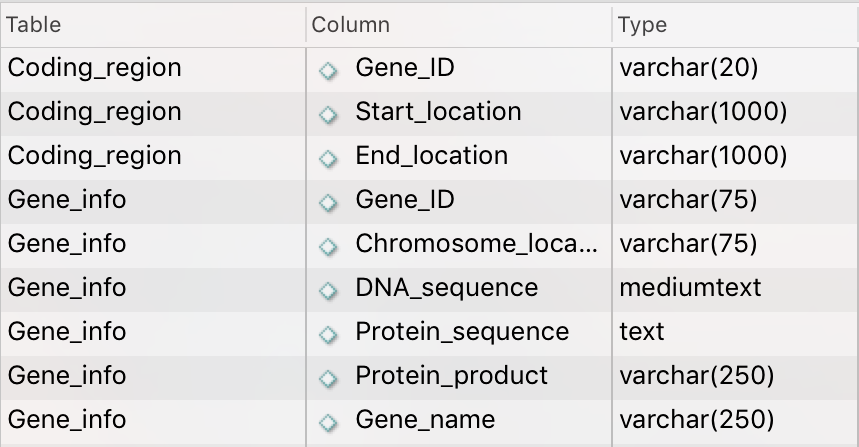 Table Column Type
Coding_region Gene_ID varchar(20)
Coding_region Start_location varchar(1000)
Coding_region End_location varchar(1000)
Gene_info Gene_ID varchar(75)
Gene_info Chromosome_loca... varchar(75)
Gene_info DNA_sequence mediumtext
Gene_info Protein_sequence text
Gene_info Protein_product varchar(250)
Gene_info Gene_name varchar(250)